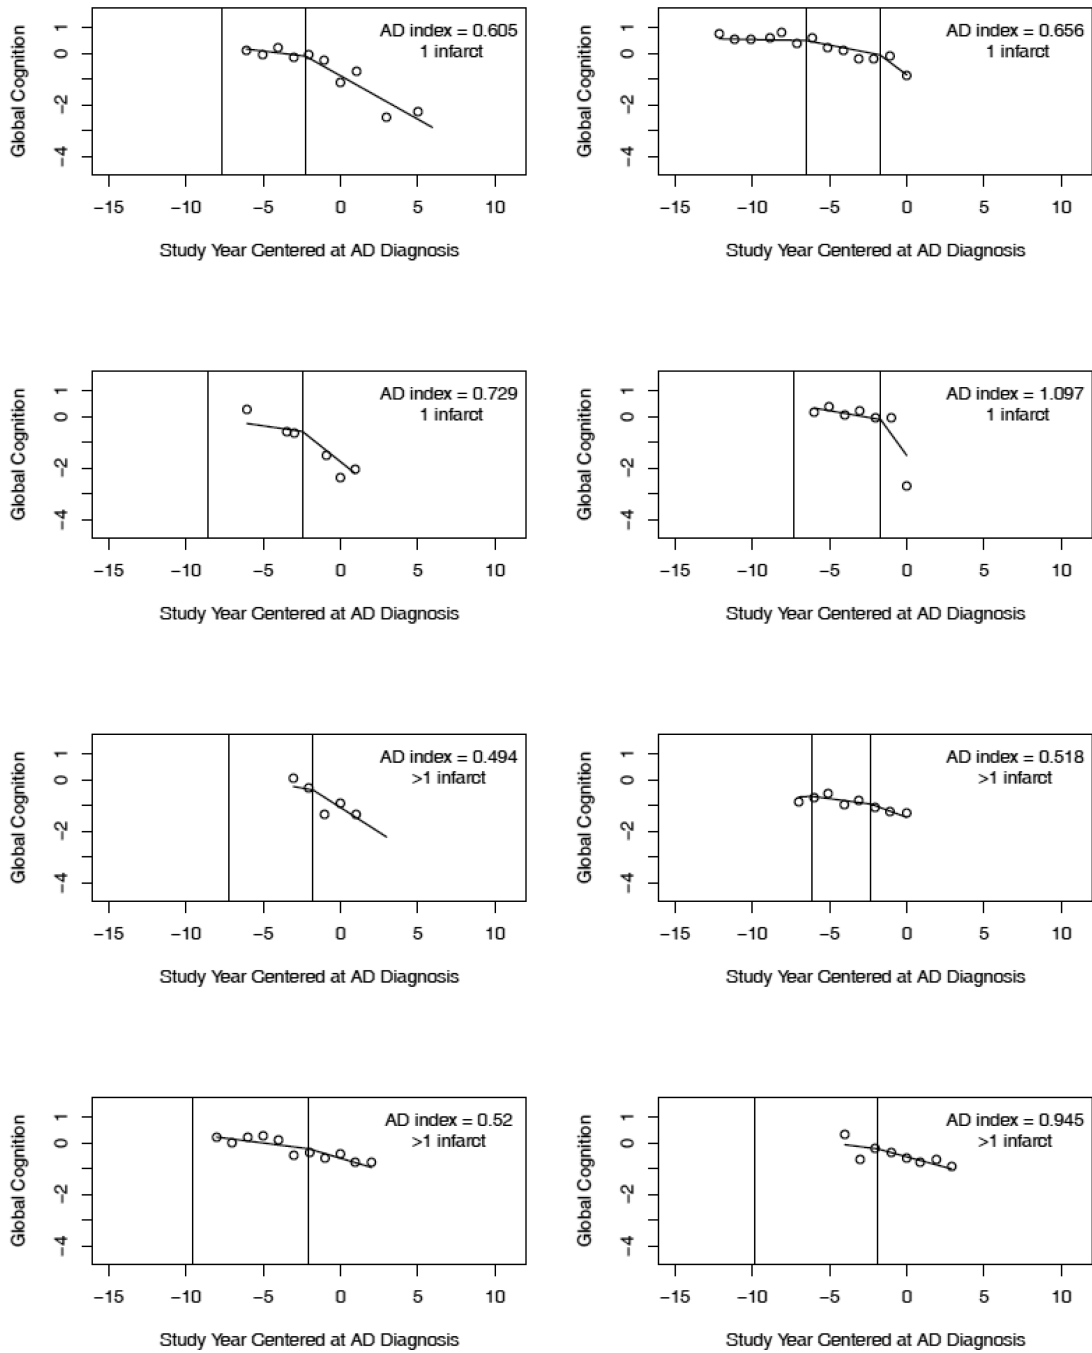 AD index = 0.605
1 infarct
Global Cognition
1
0
−2
−4
−15
−10
−5
0
5
10
Study Year Centered at AD Diagnosis
AD index = 0.656
1 infarct
Global Cognition
1
0
−2
−4
−15
−10
−5
0
5
10
Study Year Centered at AD Diagnosis
AD index = 0.729
1 infarct
Global Cognition
1
0
−2
−4
−15
−10
−5
0
5
10
Study Year Centered at AD Diagnosis
AD index = 1.097
1 infarct
Global Cognition
1
0
−2
−4
−15
−10
−5
0
5
10
Study Year Centered at AD Diagnosis
AD index = 0.494
>1 infarct
Global Cognition
1
0
−2
−4
−15
−10
−5
0
5
10
Study Year Centered at AD Diagnosis
AD index = 0.518
>1 infarct
Global Cognition
1
0
−2
−4
−15
−10
−5
0
5
10
Study Year Centered at AD Diagnosis
AD index = 0.52
>1 infarct
Global Cognition
1
0
−2
−4
−15
−10
−5
0
5
10
Study Year Centered at AD Diagnosis
AD index = 0.945
>1 infarct
Global Cognition
1
0
−2
−4
−15
−10
−5
0
5
10
Study Year Centered at AD Diagnosis